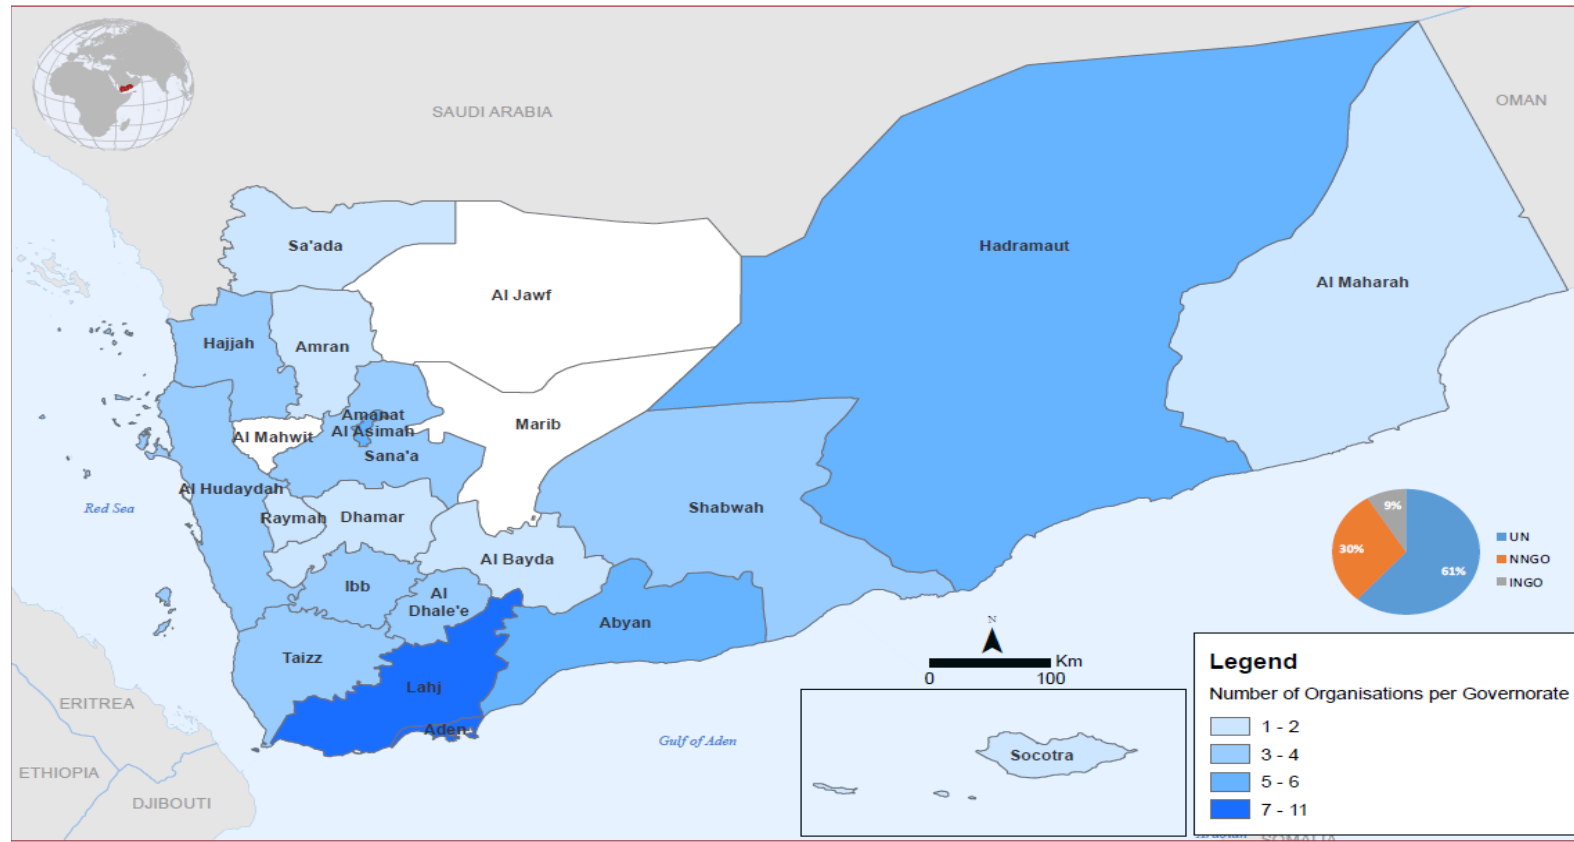 SAUDI ARABIA
OMAN
Sa'ada
Hadramaut
Al Maharah
Al Jawf
Hajjah
Amran
Amanat
Al Asimah
Marib
Al Mahwit
Sana'a
Al Hudaydah
Shabwah
Red Sea
Raymah
Dhamar
Al Bayda
Ibb
Al
Dhale'e
Abyan
Taizz
Lahj
Aden
Gulf of Aden
Socotra
ERITREA
ETHIOPIA
DJIBOUTI
N
Km
0
100
9%
30%
61%
UN
NNGO
INGO
Legend
Number of Organisations per Governorate
1 - 2
3 - 4
5 - 6
7 - 11
SOMALIA